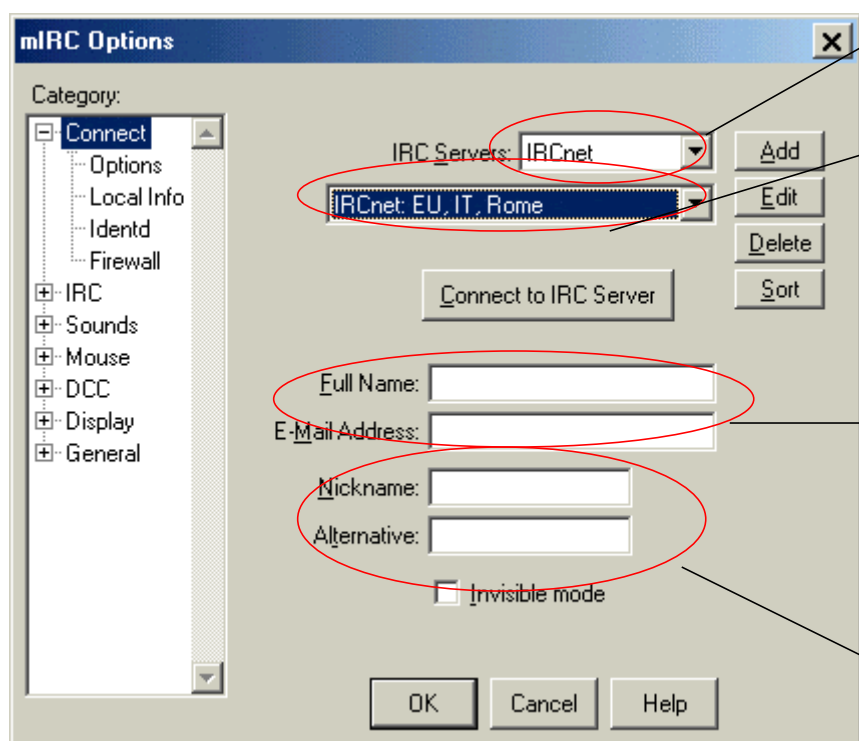 mIRC Options
Category:
Connect
Options
Local Info
Identd
Firewall
IRC
Sounds
Mouse
DCC
Display
General
IRC Servers: IRCnet
IRCnet: EU, IT, Rome
Add
Edit
Delete
Sort
Connect to IRC Server
Full Name:
E-Mail Address:
Nickname:
Alternative:
Invisible mode
OK
Cancel
Help